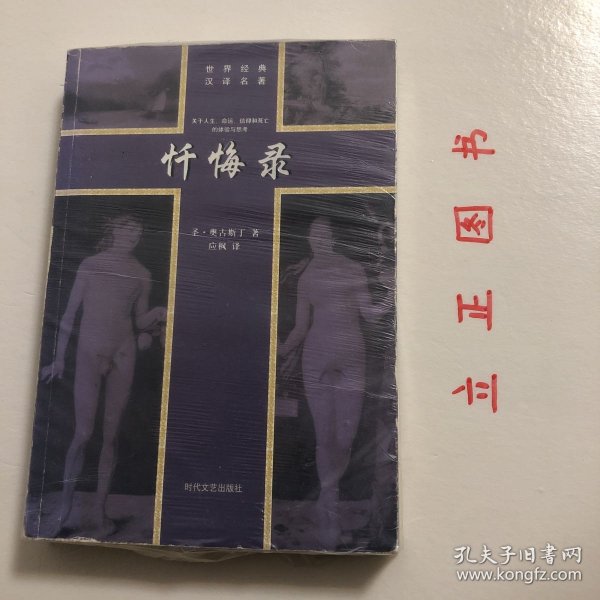 世界经典
汉译名著
关于人生、命运、信仰和死亡
的体验与思考
忏悔录
圣·奥古斯丁 著
应枫 译
时代文艺出版社
立正图书
孔夫子旧书网
www.kongfz.com